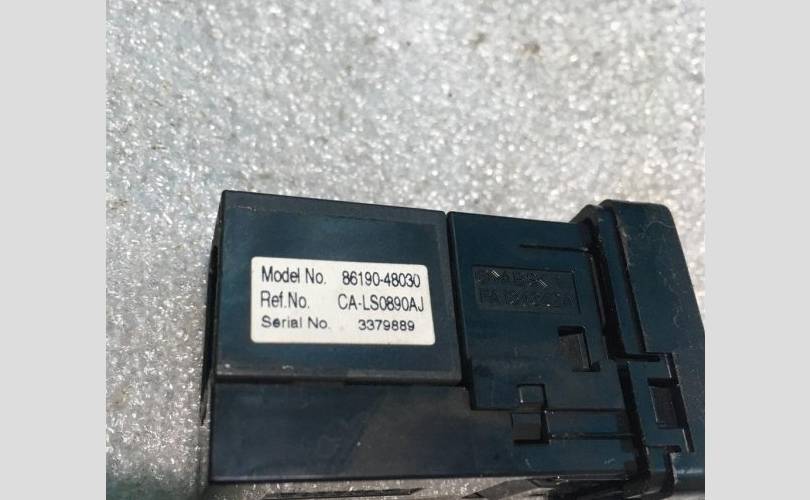 Model No. 86190-48030
Ref.No. CA-LS0890AJ
Serial No. 3379889